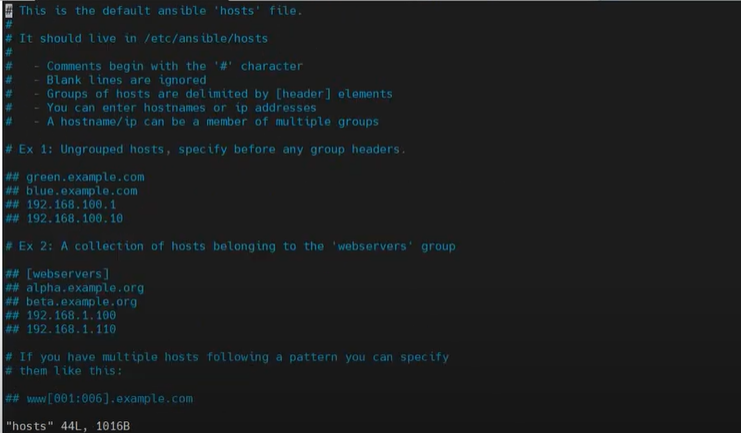 # This is the default ansible 'hosts' file.
#
# It should live in /etc/ansible/hosts
#
#   - Comments begin with the '#' character
#   - Blank lines are ignored
#   - Groups of hosts are delimited by [header] elements
#   - You can enter hostnames or ip addresses
#   - A hostname/ip can be a member of multiple groups
# Ex 1: Ungrouped hosts, specify before any group headers.
## green.example.com
## blue.example.com
## 192.168.100.1
## 192.168.100.10
# Ex 2: A collection of hosts belonging to the 'webservers' group
## [webservers]
## alpha.example.org
## beta.example.org
## 192.168.1.100
## 192.168.1.110
# If you have multiple hosts following a pattern you can specify
# them like this:
## www[001:006].example.com
"hosts" 44L, 1016B